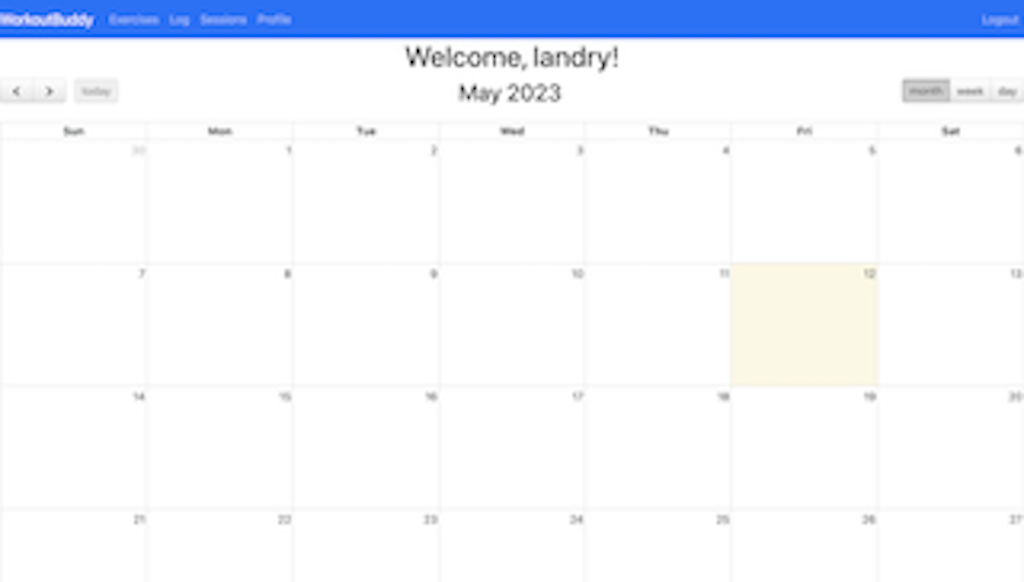 WorkoutBuddy Exercises Log Sessions Profile Logout
Welcome, landry!
< > today May 2023 month week day
Sun Mon Tue Wed Thu Fri Sat
30 1 2 3 4 5 6
7 8 9 10 11 12 13
14 15 16 17 18 19 20
21 22 23 24 25 26 27